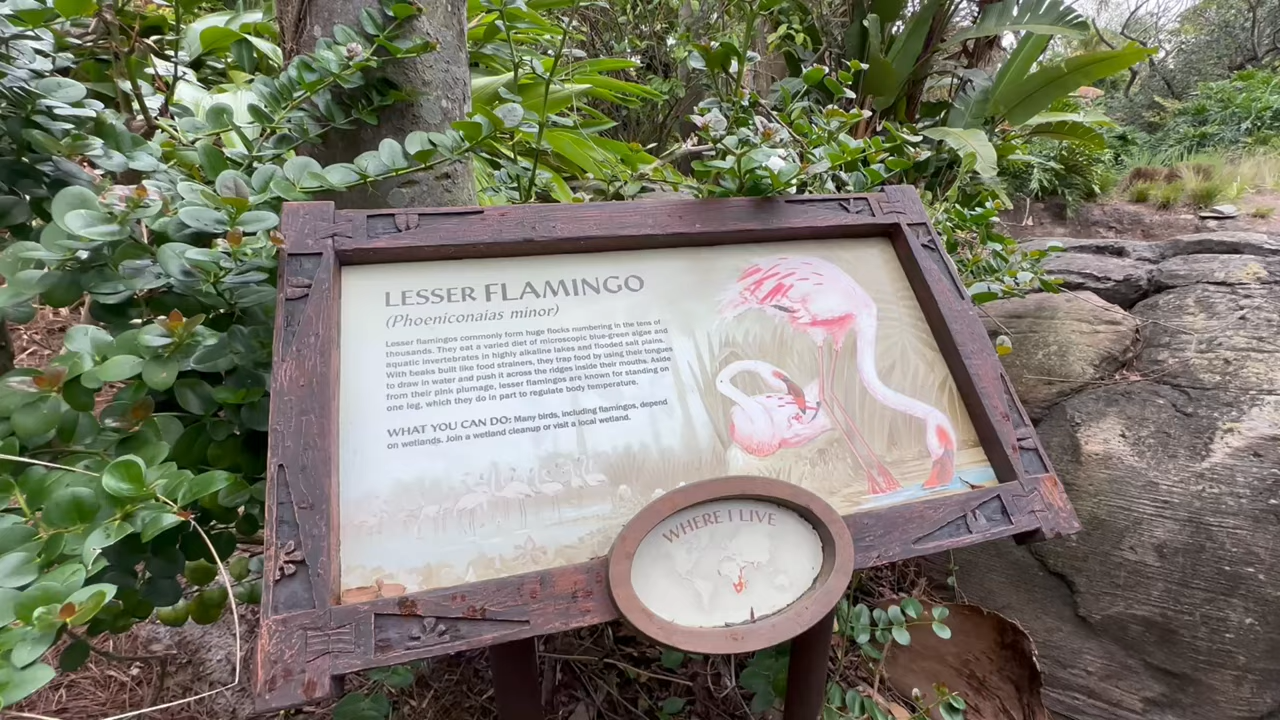 LESSER FLAMINGO
(Phoeniconaias minor)
Lesser flamingos commonly form huge flocks numbering in the tens of
thousands. They eat a varied diet of microscopic blue-green algae and
aquatic invertebrates in highly alkaline lakes and flooded salt plains.
With beaks built like food strainers, they trap food by using their tongues
to draw in water and push it across the ridges inside their mouths. Aside
from their pink plumage, lesser flamingos are known for standing on
one leg, which they do in part to regulate body temperature.
WHAT YOU CAN DO: Many birds, including flamingos, depend
on wetlands. Join a wetland cleanup or visit a local wetland.
WHERE I LIVE